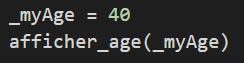 _myAge = 40
afficher_age(_myAge)